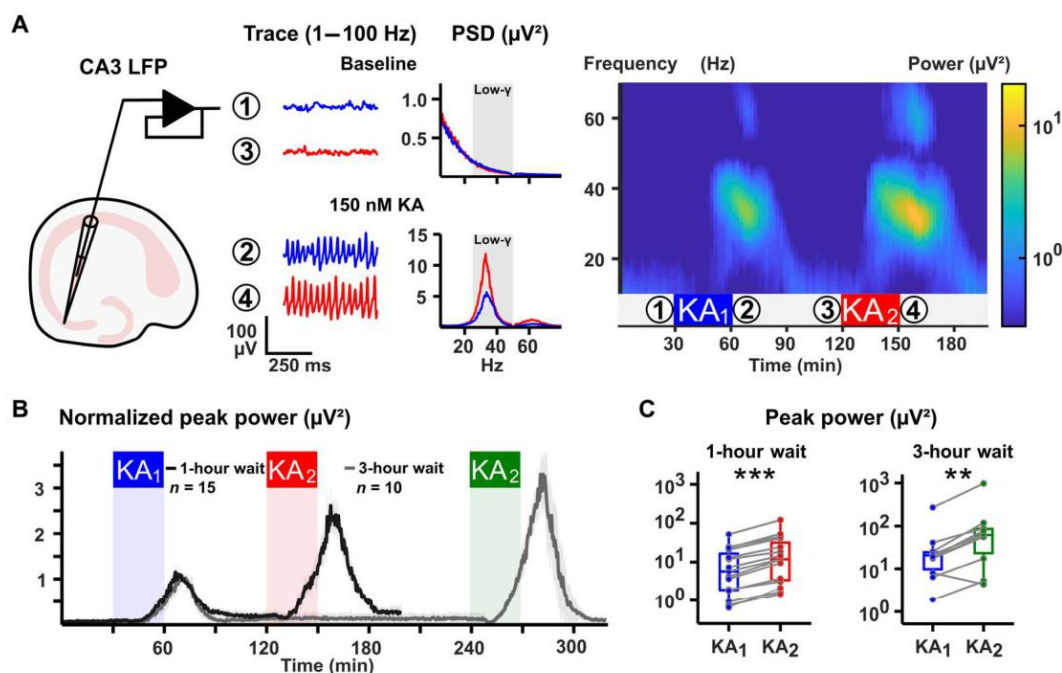 A
Trace (1–100 Hz) PSD (µV²)
CA3 LFP
Baseline
Frequency (Hz) Power (µV²)
1
3
1.0
0.5
Low-γ
150 nM KA
2
4
15
10
5
Low-γ
100
µV
250 ms
20 40 60
Hz
60
40
20
10¹
10⁰
1 KA₁ 2 3 KA₂ 4
30 60 90 120 150 180
Time (min)
B
Normalized peak power (µV²)
KA₁ 1-hour wait
n = 15
KA₂ 3-hour wait
n = 10
KA₂
3
2
1
60 120 180 240 300
Time (min)
C
Peak power (µV²)
1-hour wait
***
10³
10²
10¹
10⁰
KA₁ KA₂
3-hour wait
**
10³
10²
10¹
10⁰
KA₁ KA₂